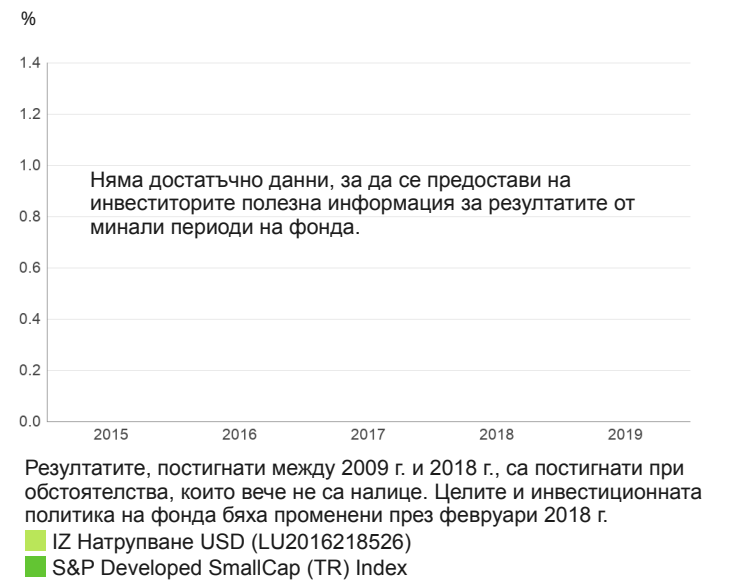 %
1.4
1.2
1.0
Няма достатъчно данни, за да се предостави на
инвеститорите полезна информация за резултатите от
0.8
минали периоди на фонда.
0.6
0.4
0.2
0.0
2015 2016 2017 2018 2019
Резултатите, постигнати между 2009 г. и 2018 г., са постигнати при
обстоятелства, които вече не са налице. Целите и инвестиционната
политика на фонда бяха променени през февруари 2018 г.
IZ Натрупване USD (LU2016218526)
S&P Developed SmallCap (TR) Index